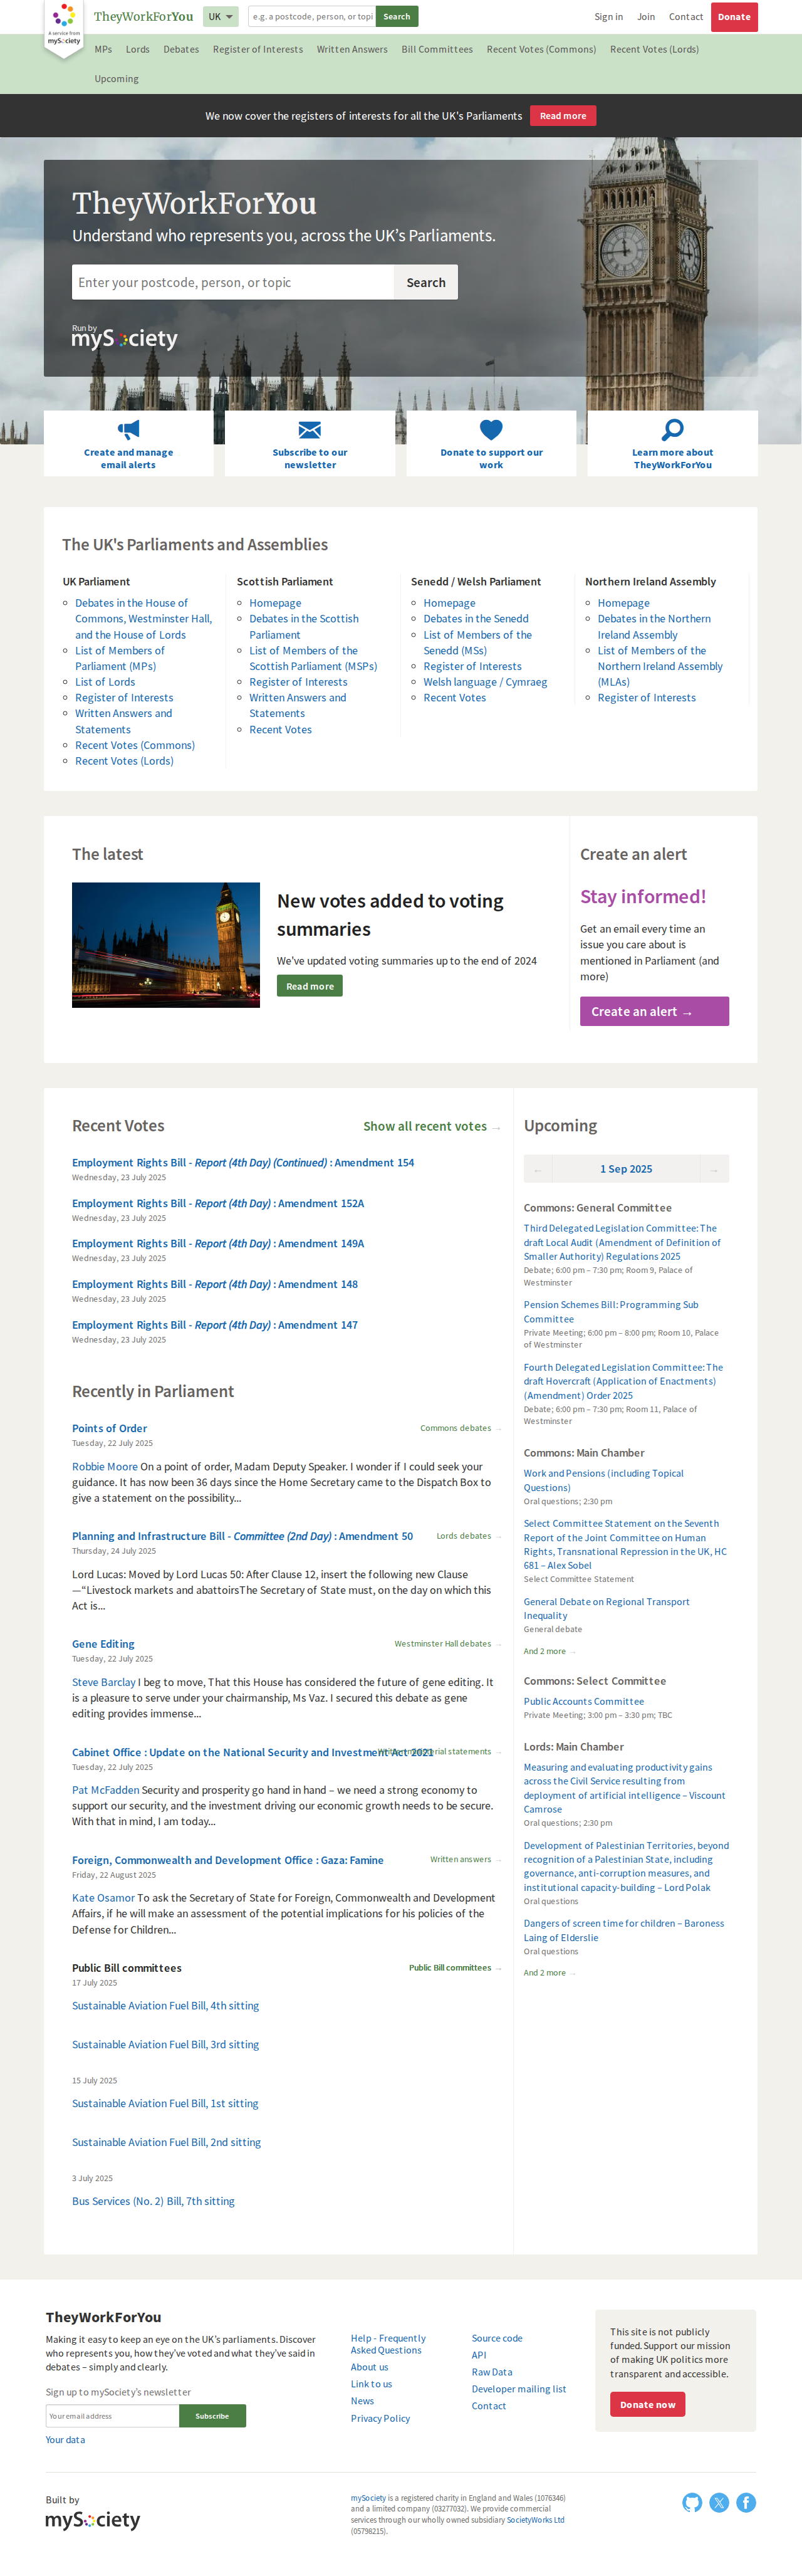 A service from
mySociety
TheyWorkForYou
UK
e.g. a postcode, person, or topi
Search
Sign in
Join
Contact
Donate
MPs
Lords
Debates
Register of Interests
Written Answers
Bill Committees
Recent Votes (Commons)
Recent Votes (Lords)
Upcoming
We now cover the registers of interests for all the UK's Parliaments
Read more
TheyWorkForYou
Understand who represents you, across the UK’s Parliaments.
Enter your postcode, person, or topic
Search
Run by
mySociety
Create and manage
email alerts
Subscribe to our
newsletter
Donate to support our
work
Learn more about
TheyWorkForYou
The UK's Parliaments and Assemblies
UK Parliament
Debates in the House of
Commons, Westminster Hall,
and the House of Lords
List of Members of
Parliament (MPs)
List of Lords
Register of Interests
Written Answers and
Statements
Recent Votes (Commons)
Recent Votes (Lords)
Scottish Parliament
Homepage
Debates in the Scottish
Parliament
List of Members of the
Scottish Parliament (MSPs)
Register of Interests
Written Answers and
Statements
Recent Votes
Senedd / Welsh Parliament
Homepage
Debates in the Senedd
List of Members of the
Senedd (MSs)
Register of Interests
Welsh language / Cymraeg
Recent Votes
Northern Ireland Assembly
Homepage
Debates in the Northern
Ireland Assembly
List of Members of the
Northern Ireland Assembly
(MLAs)
Register of Interests
The latest
New votes added to voting
summaries
We've updated voting summaries up to the end of 2024
Read more
Create an alert
Stay informed!
Get an email every time an
issue you care about is
mentioned in Parliament (and
more)
Create an alert →
Recent Votes
Show all recent votes →
Employment Rights Bill - Report (4th Day) (Continued) : Amendment 154
Wednesday, 23 July 2025
Employment Rights Bill - Report (4th Day) : Amendment 152A
Wednesday, 23 July 2025
Employment Rights Bill - Report (4th Day) : Amendment 149A
Wednesday, 23 July 2025
Employment Rights Bill - Report (4th Day) : Amendment 148
Wednesday, 23 July 2025
Employment Rights Bill - Report (4th Day) : Amendment 147
Wednesday, 23 July 2025
Recently in Parliament
Points of Order
Commons debates →
Tuesday, 22 July 2025
Robbie Moore On a point of order, Madam Deputy Speaker. I wonder if I could seek your
guidance. It has now been 36 days since the Home Secretary came to the Dispatch Box to
give a statement on the possibility...
Planning and Infrastructure Bill - Committee (2nd Day) : Amendment 50
Lords debates →
Thursday, 24 July 2025
Lord Lucas: Moved by Lord Lucas 50: After Clause 12, insert the following new Clause
—“Livestock markets and abattoirsThe Secretary of State must, on the day on which this
Act is...
Gene Editing
Westminster Hall debates →
Tuesday, 22 July 2025
Steve Barclay I beg to move, That this House has considered the future of gene editing. It
is a pleasure to serve under your chairmanship, Ms Vaz. I secured this debate as gene
editing provides immense...
Cabinet Office : Update on the National Security and Investment Act 2021
Written ministerial statements →
Tuesday, 22 July 2025
Pat McFadden Security and prosperity go hand in hand – we need a strong economy to
support our security, and the investment driving our economic growth needs to be secure.
With that in mind, I am today...
Foreign, Commonwealth and Development Office : Gaza: Famine
Written answers →
Friday, 22 August 2025
Kate Osamor To ask the Secretary of State for Foreign, Commonwealth and Development
Affairs, if he will make an assessment of the potential implications for his policies of the
Defense for Children...
Public Bill committees
Public Bill committees →
17 July 2025
Sustainable Aviation Fuel Bill, 4th sitting
Sustainable Aviation Fuel Bill, 3rd sitting
15 July 2025
Sustainable Aviation Fuel Bill, 1st sitting
Sustainable Aviation Fuel Bill, 2nd sitting
3 July 2025
Bus Services (No. 2) Bill, 7th sitting
Upcoming
← 1 Sep 2025 →
Commons: General Committee
Third Delegated Legislation Committee: The
draft Local Audit (Amendment of Definition of
Smaller Authority) Regulations 2025
Debate; 6:00 pm – 7:30 pm; Room 9, Palace of
Westminster
Pension Schemes Bill: Programming Sub
Committee
Private Meeting; 6:00 pm – 8:00 pm; Room 10, Palace
of Westminster
Fourth Delegated Legislation Committee: The
draft Hovercraft (Application of Enactments)
(Amendment) Order 2025
Debate; 6:00 pm – 7:30 pm; Room 11, Palace of
Westminster
Commons: Main Chamber
Work and Pensions (including Topical
Questions)
Oral questions; 2:30 pm
Select Committee Statement on the Seventh
Report of the Joint Committee on Human
Rights, Transnational Repression in the UK, HC
681 – Alex Sobel
Select Committee Statement
General Debate on Regional Transport
Inequality
General debate
And 2 more →
Commons: Select Committee
Public Accounts Committee
Private Meeting; 3:00 pm – 3:30 pm; TBC
Lords: Main Chamber
Measuring and evaluating productivity gains
across the Civil Service resulting from
deployment of artificial intelligence – Viscount
Camrose
Oral questions; 2:30 pm
Development of Palestinian Territories, beyond
recognition of a Palestinian State, including
governance, anti-corruption measures, and
institutional capacity-building – Lord Polak
Oral questions
Dangers of screen time for children – Baroness
Laing of Elderslie
Oral questions
And 2 more →
TheyWorkForYou
Making it easy to keep an eye on the UK’s parliaments. Discover
who represents you, how they’ve voted and what they’ve said in
debates – simply and clearly.
Sign up to mySociety’s newsletter
Your email address
Subscribe
Your data
Help - Frequently
Asked Questions
About us
Link to us
News
Privacy Policy
Source code
API
Raw Data
Developer mailing list
Contact
This site is not publicly
funded. Support our mission
of making UK politics more
transparent and accessible.
Donate now
Built by
mySociety
mySociety is a registered charity in England and Wales (1076346)
and a limited company (03277032). We provide commercial
services through our wholly owned subsidiary SocietyWorks Ltd
(05798215).